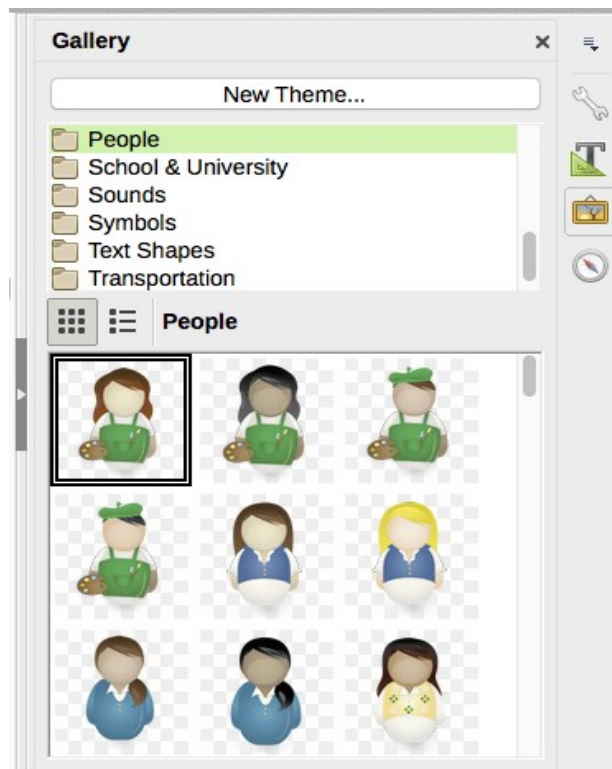 Gallery
New Theme...
People
School & University
Sounds
Symbols
Text Shapes
Transportation
People